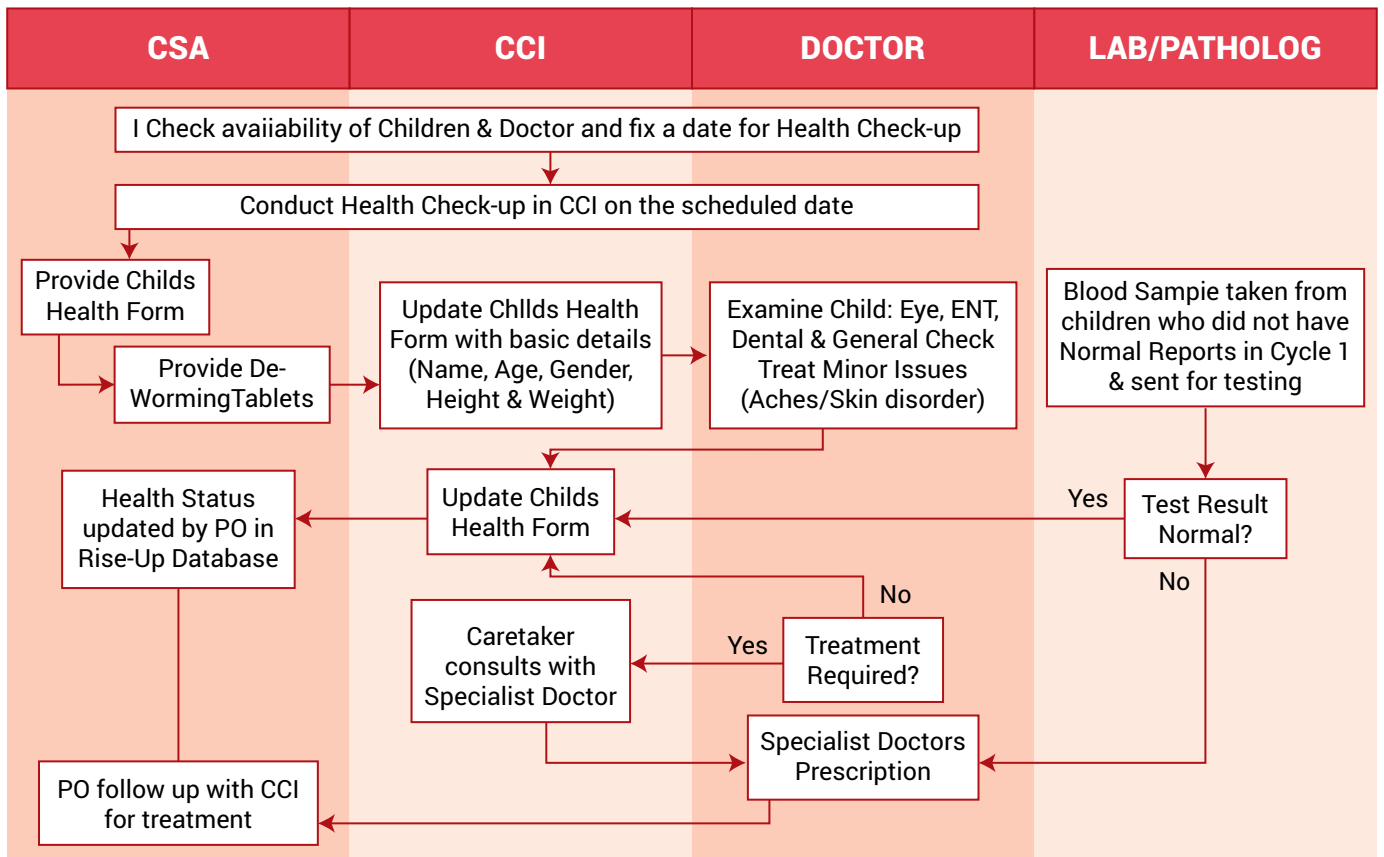 CSA
CCI
DOCTOR
LAB/PATHOLOG
I Check avaiiability of Children & Doctor and fix a date for Health Check-up
Conduct Health Check-up in CCI on the scheduled date
Provide Childs
Health Form
Provide De-
WormingTablets
Update Chllds Health
Form with basic details
(Name, Age, Gender,
Height & Weight)
Examine Child: Eye, ENT,
Dental & General Check
Treat Minor Issues
(Aches/Skin disorder)
Blood Sampie taken from
children who did not have
Normal Reports in Cycle 1
& sent for testing
Health Status
updated by PO in
Rise-Up Database
Update Childs
Health Form
Yes
Test Result
Normal?
No
No
Caretaker
consults with
Specialist Doctor
Yes
Treatment
Required?
Specialist Doctors
Prescription
PO follow up with CCI
for treatment